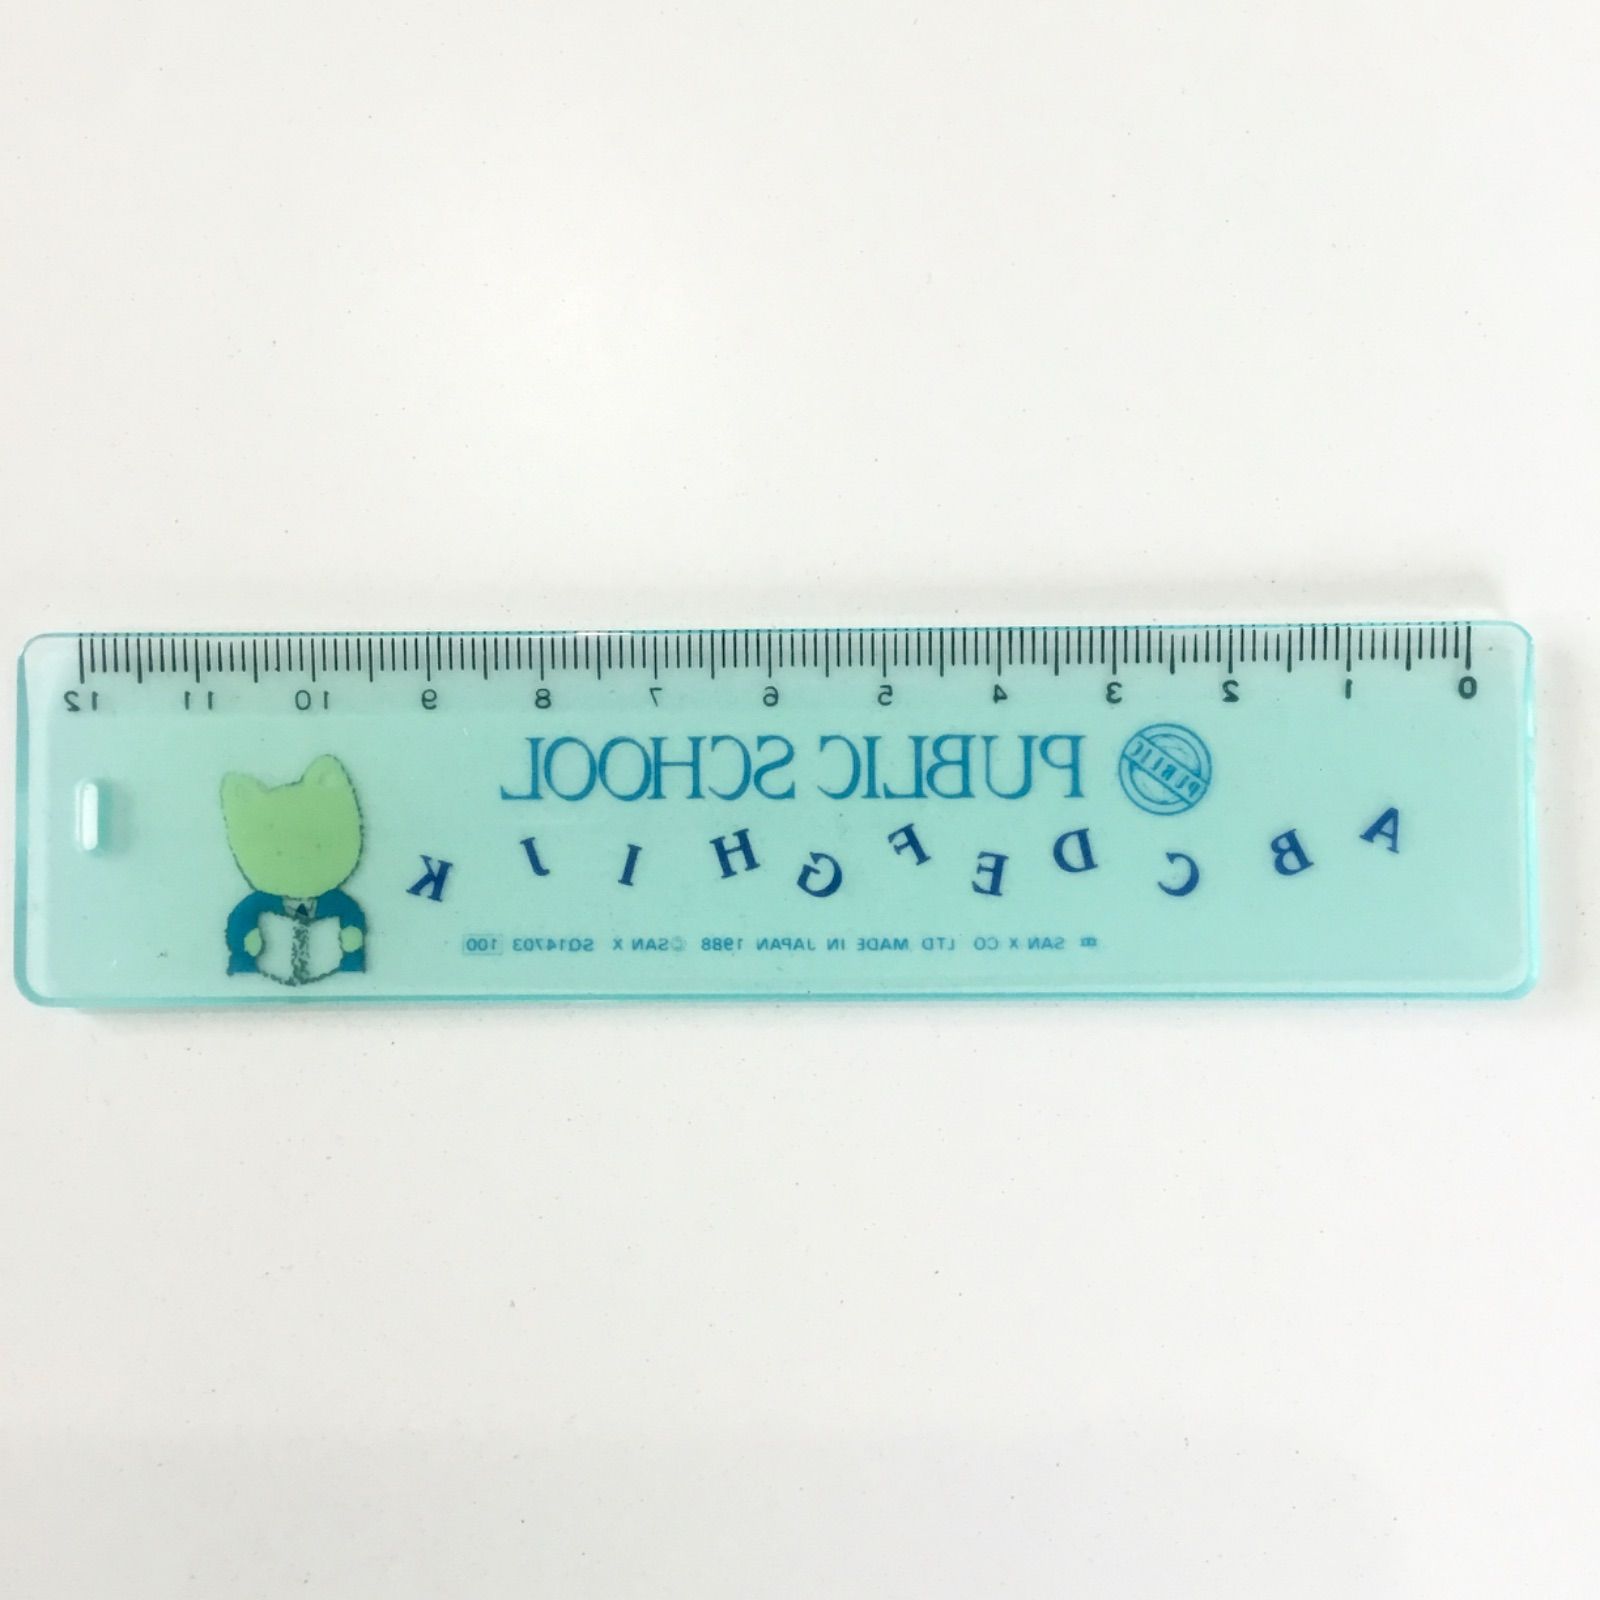 0 1 2 3 4 5 6 7 8 9 10 11 12
PUBLIC
PUBLIC SCHOOL
A B C D E F G H I J K
SAN X CO LTD MADE IN JAPAN 1988 ©SAN X SQ14703 100